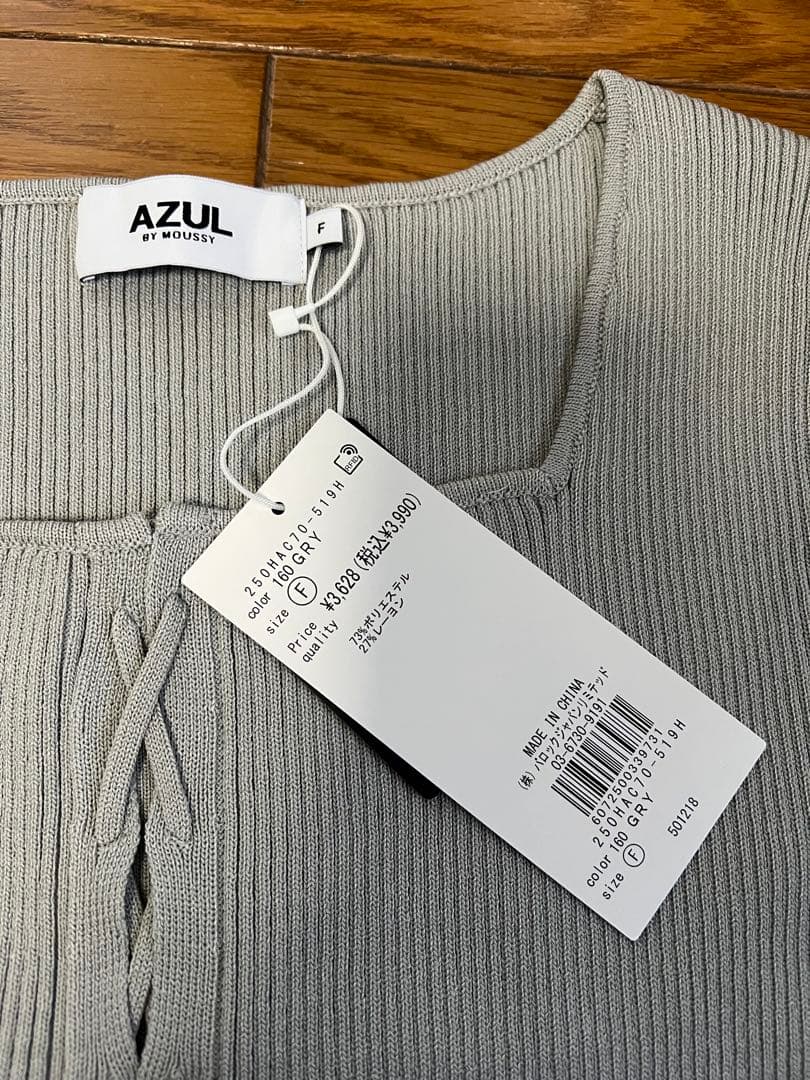 AZUL
BY MOUSSY
F
RFID
250HAC70-519H
color 160 GRY
size F
Price ¥3,628 (税込¥3,990)
quality
73%ポリエステル
27%レーヨン
MADE IN CHINA
(株)バロックジャパンリミテッド
03-6730-9191
6072500339731
250HAC70-519H
color 160 GRY
size F
501218